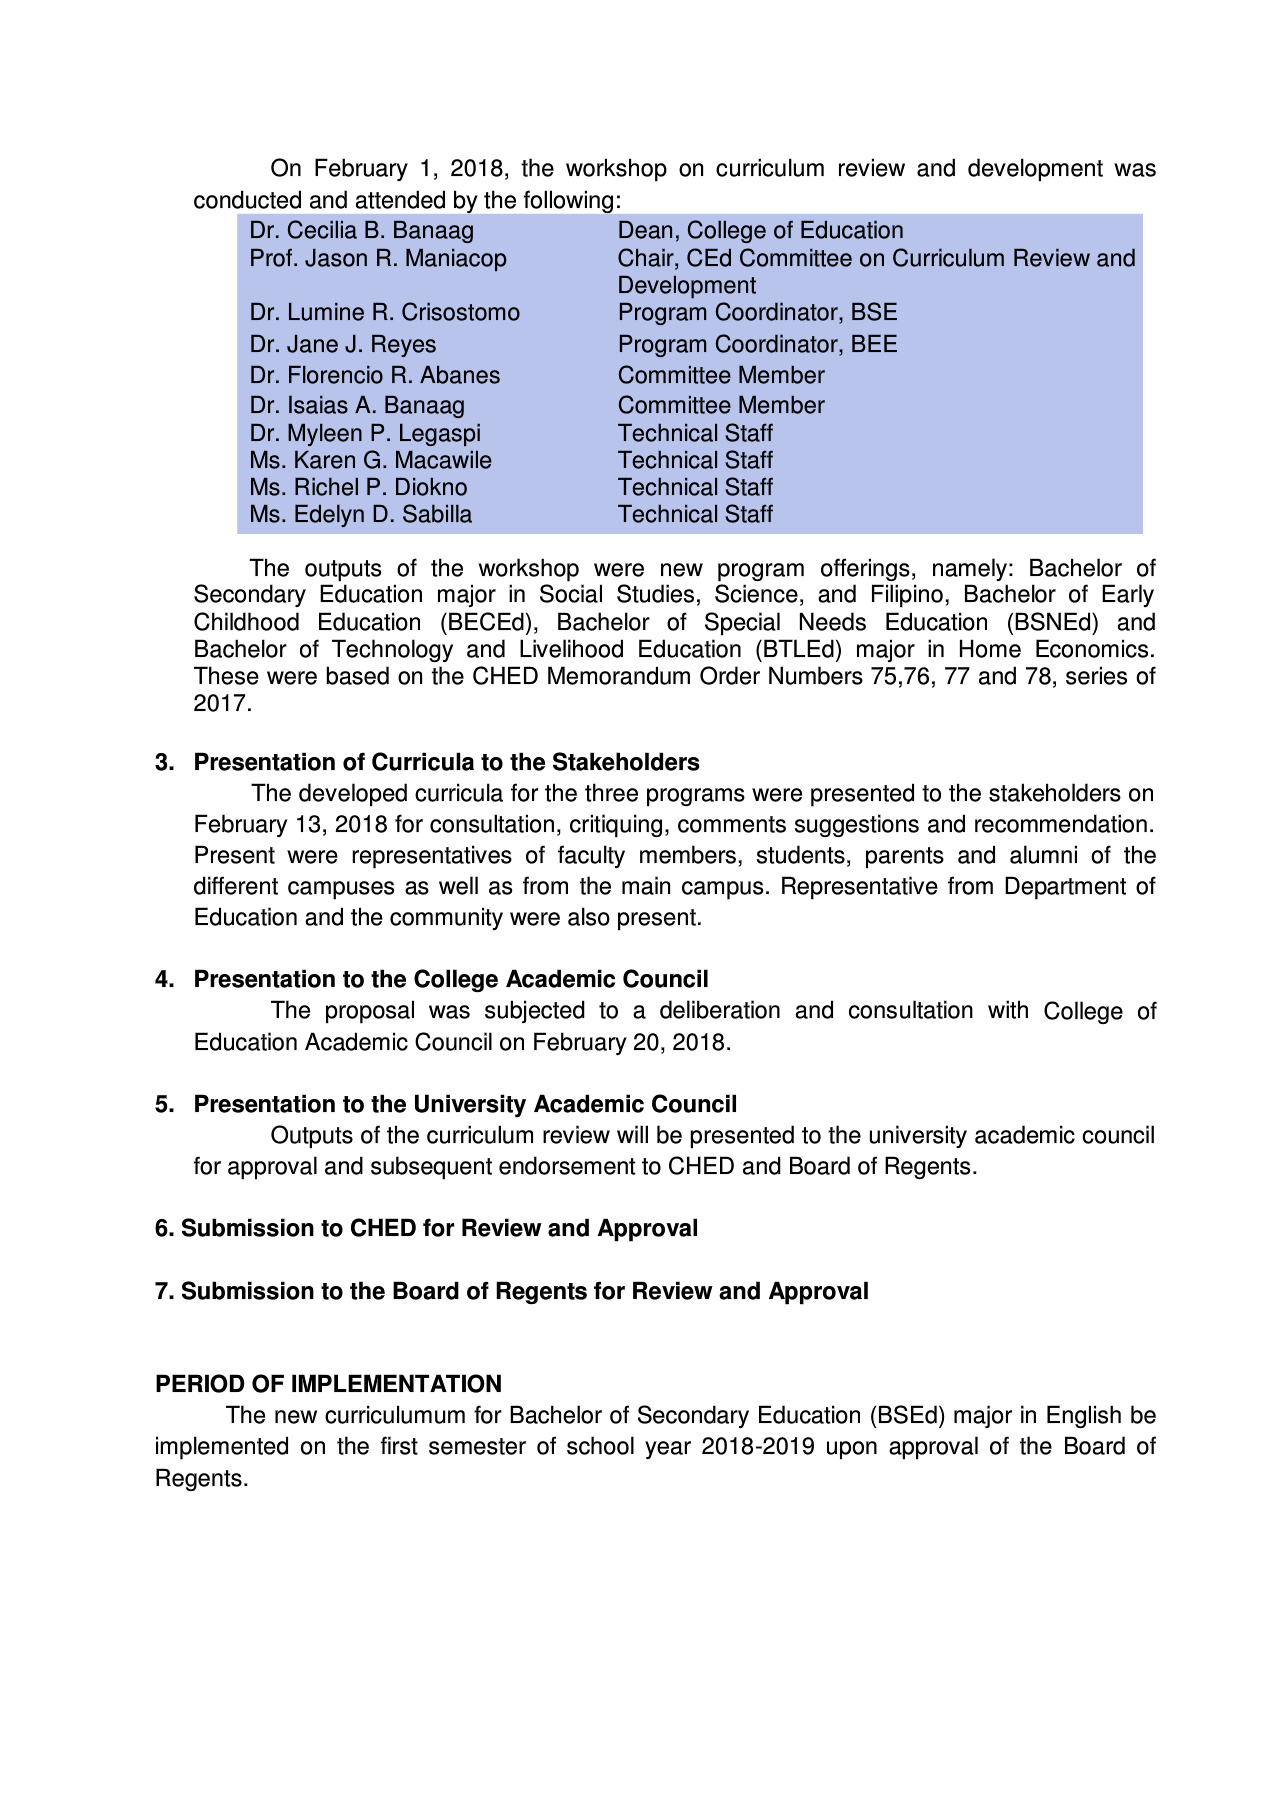 On February 1, 2018, the workshop on curriculum review and development was
conducted and attended by the following:
Dr. Cecilia B. Banaag Dean, College of Education
Prof. Jason R. Maniacop Chair, CEd Committee on Curriculum Review and
Development
Dr. Lumine R. Crisostomo Program Coordinator, BSE
Dr. Jane J. Reyes Program Coordinator, BEE
Dr. Florencio R. Abanes Committee Member
Dr. Isaias A. Banaag Committee Member
Dr. Myleen P. Legaspi Technical Staff
Ms. Karen G. Macawile Technical Staff
Ms. Richel P. Diokno Technical Staff
Ms. Edelyn D. Sabilla Technical Staff
The outputs of the workshop were new program offerings, namely: Bachelor of
Secondary Education major in Social Studies, Science, and Filipino, Bachelor of Early
Childhood Education (BECEd), Bachelor of Special Needs Education (BSNEd) and
Bachelor of Technology and Livelihood Education (BTLEd) major in Home Economics.
These were based on the CHED Memorandum Order Numbers 75,76, 77 and 78, series of
2017.
3. Presentation of Curricula to the Stakeholders
The developed curricula for the three programs were presented to the stakeholders on
February 13, 2018 for consultation, critiquing, comments suggestions and recommendation.
Present were representatives of faculty members, students, parents and alumni of the
different campuses as well as from the main campus. Representative from Department of
Education and the community were also present.
4. Presentation to the College Academic Council
The proposal was subjected to a deliberation and consultation with College of
Education Academic Council on February 20, 2018.
5. Presentation to the University Academic Council
Outputs of the curriculum review will be presented to the university academic council
for approval and subsequent endorsement to CHED and Board of Regents.
6. Submission to CHED for Review and Approval
7. Submission to the Board of Regents for Review and Approval
PERIOD OF IMPLEMENTATION
The new curriculumum for Bachelor of Secondary Education (BSEd) major in English be
implemented on the first semester of school year 2018-2019 upon approval of the Board of
Regents.